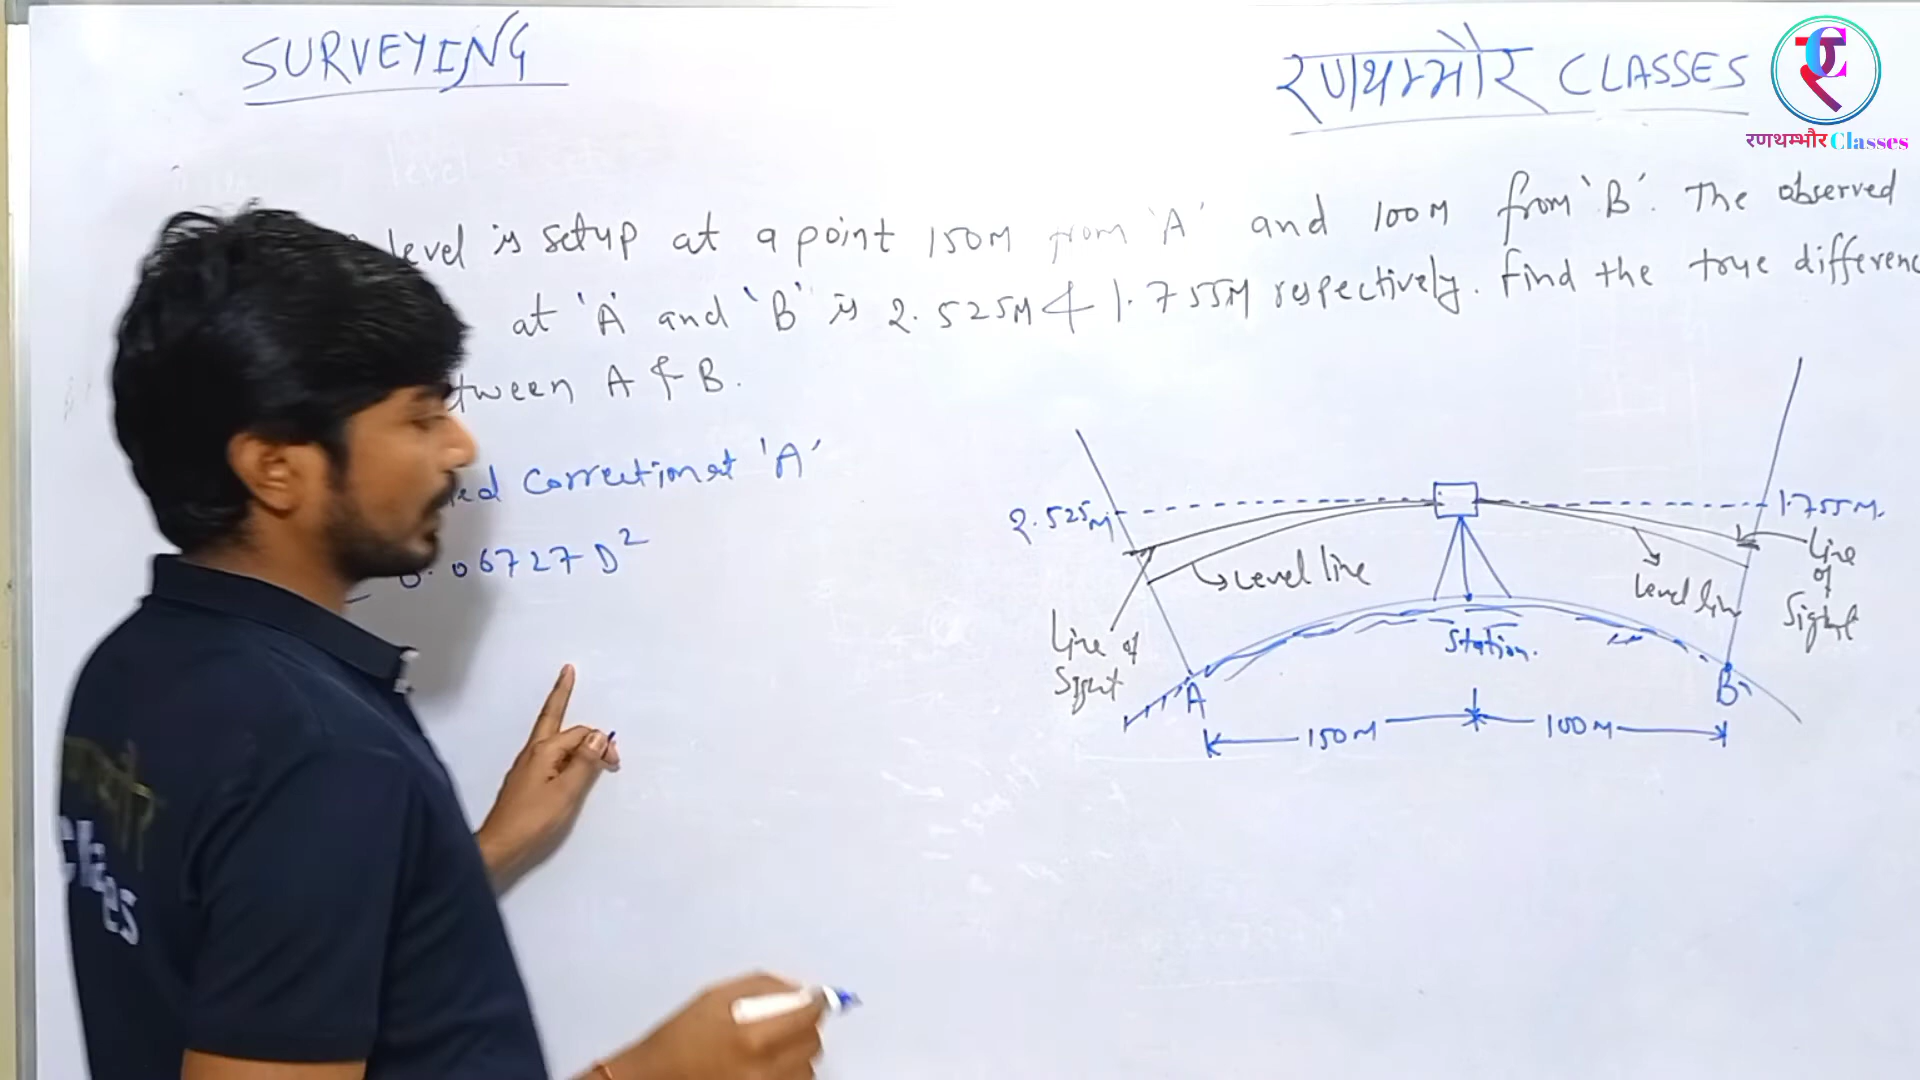 SURVEYING
रणथम्भौर CLASSES
रणथम्भौर Classes
level is setup at a point 150M from 'A' and 100M from 'B'. The observed
at 'A' and 'B' is 2.525M & 1.755M respectively. Find the true differenc
tween A & B.
Correction at 'A'
0.06727 D²
2.525M
1.755M.
Level line
Level line
Line of Sight
Line of Sight
Station.
A
B
150M
100M